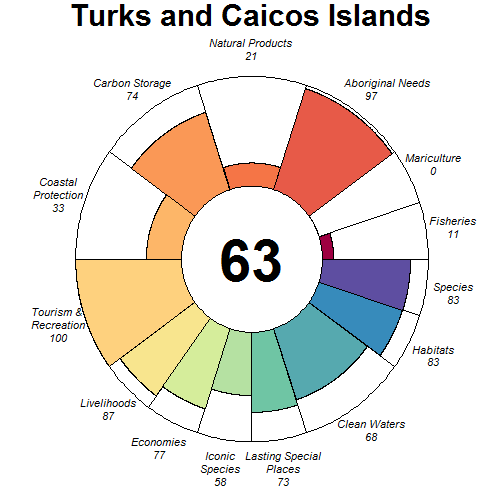 Turks and Caicos Islands
Natural Products
21
Carbon Storage
74
Aboriginal Needs
97
Mariculture
0
Coastal
Protection
33
Fisheries
11
63
Species
83
Tourism &
Recreation
100
Habitats
83
Livelihoods
87
Clean Waters
68
Economies
77
Iconic
Species
58
Lasting Special
Places
73